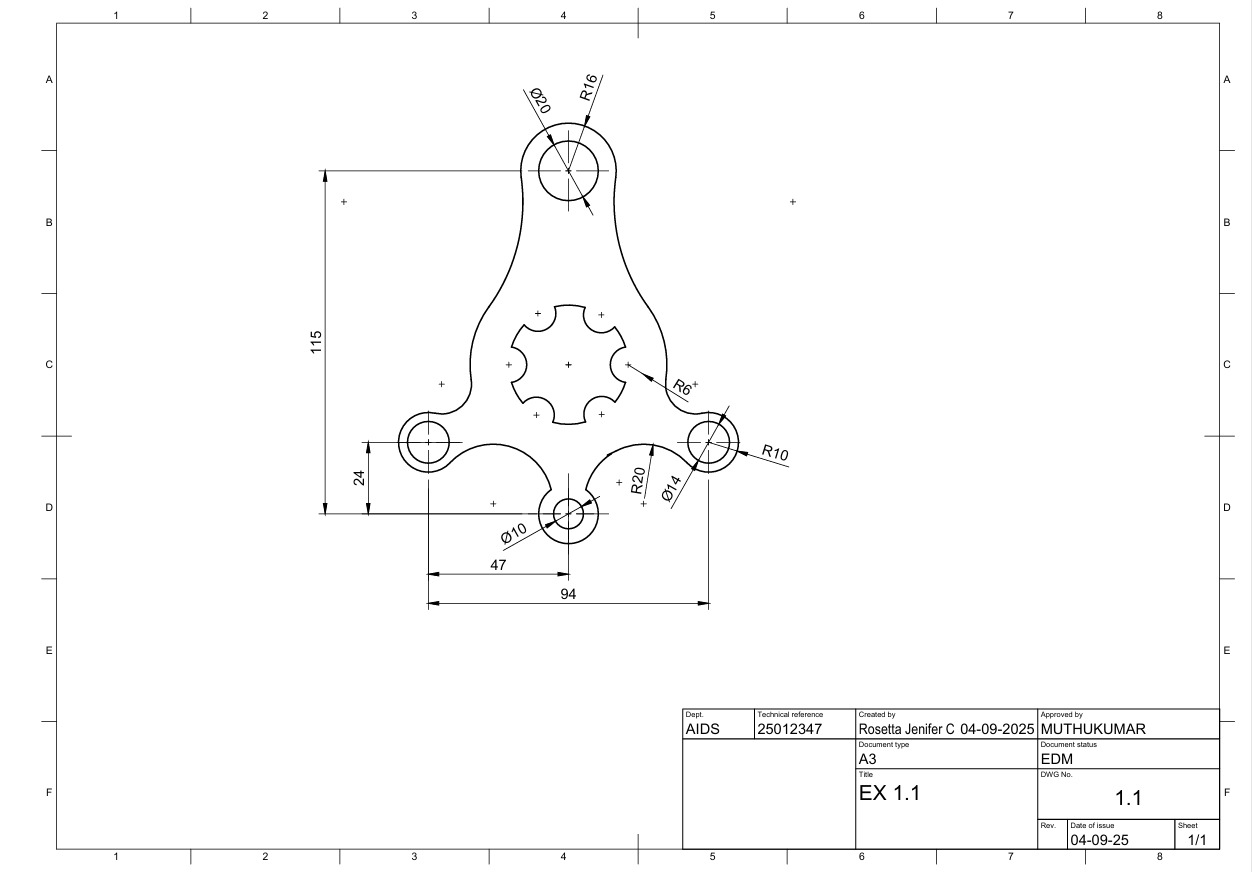 1 2 3 4 5 6 7 8
A A
Ø20 R16
B B
115
C C
R6
R10
24 R20 Ø14
D D
Ø10
47
94
E E
Dept. Technical reference Created by Approved by
AIDS 25012347 Rosetta Jenifer C 04-09-2025 MUTHUKUMAR
Document type Document status
A3 EDM
Title DWG No.
EX 1.1 1.1
F F
Rev. Date of issue Sheet
04-09-25 1/1
1 2 3 4 5 6 7 8